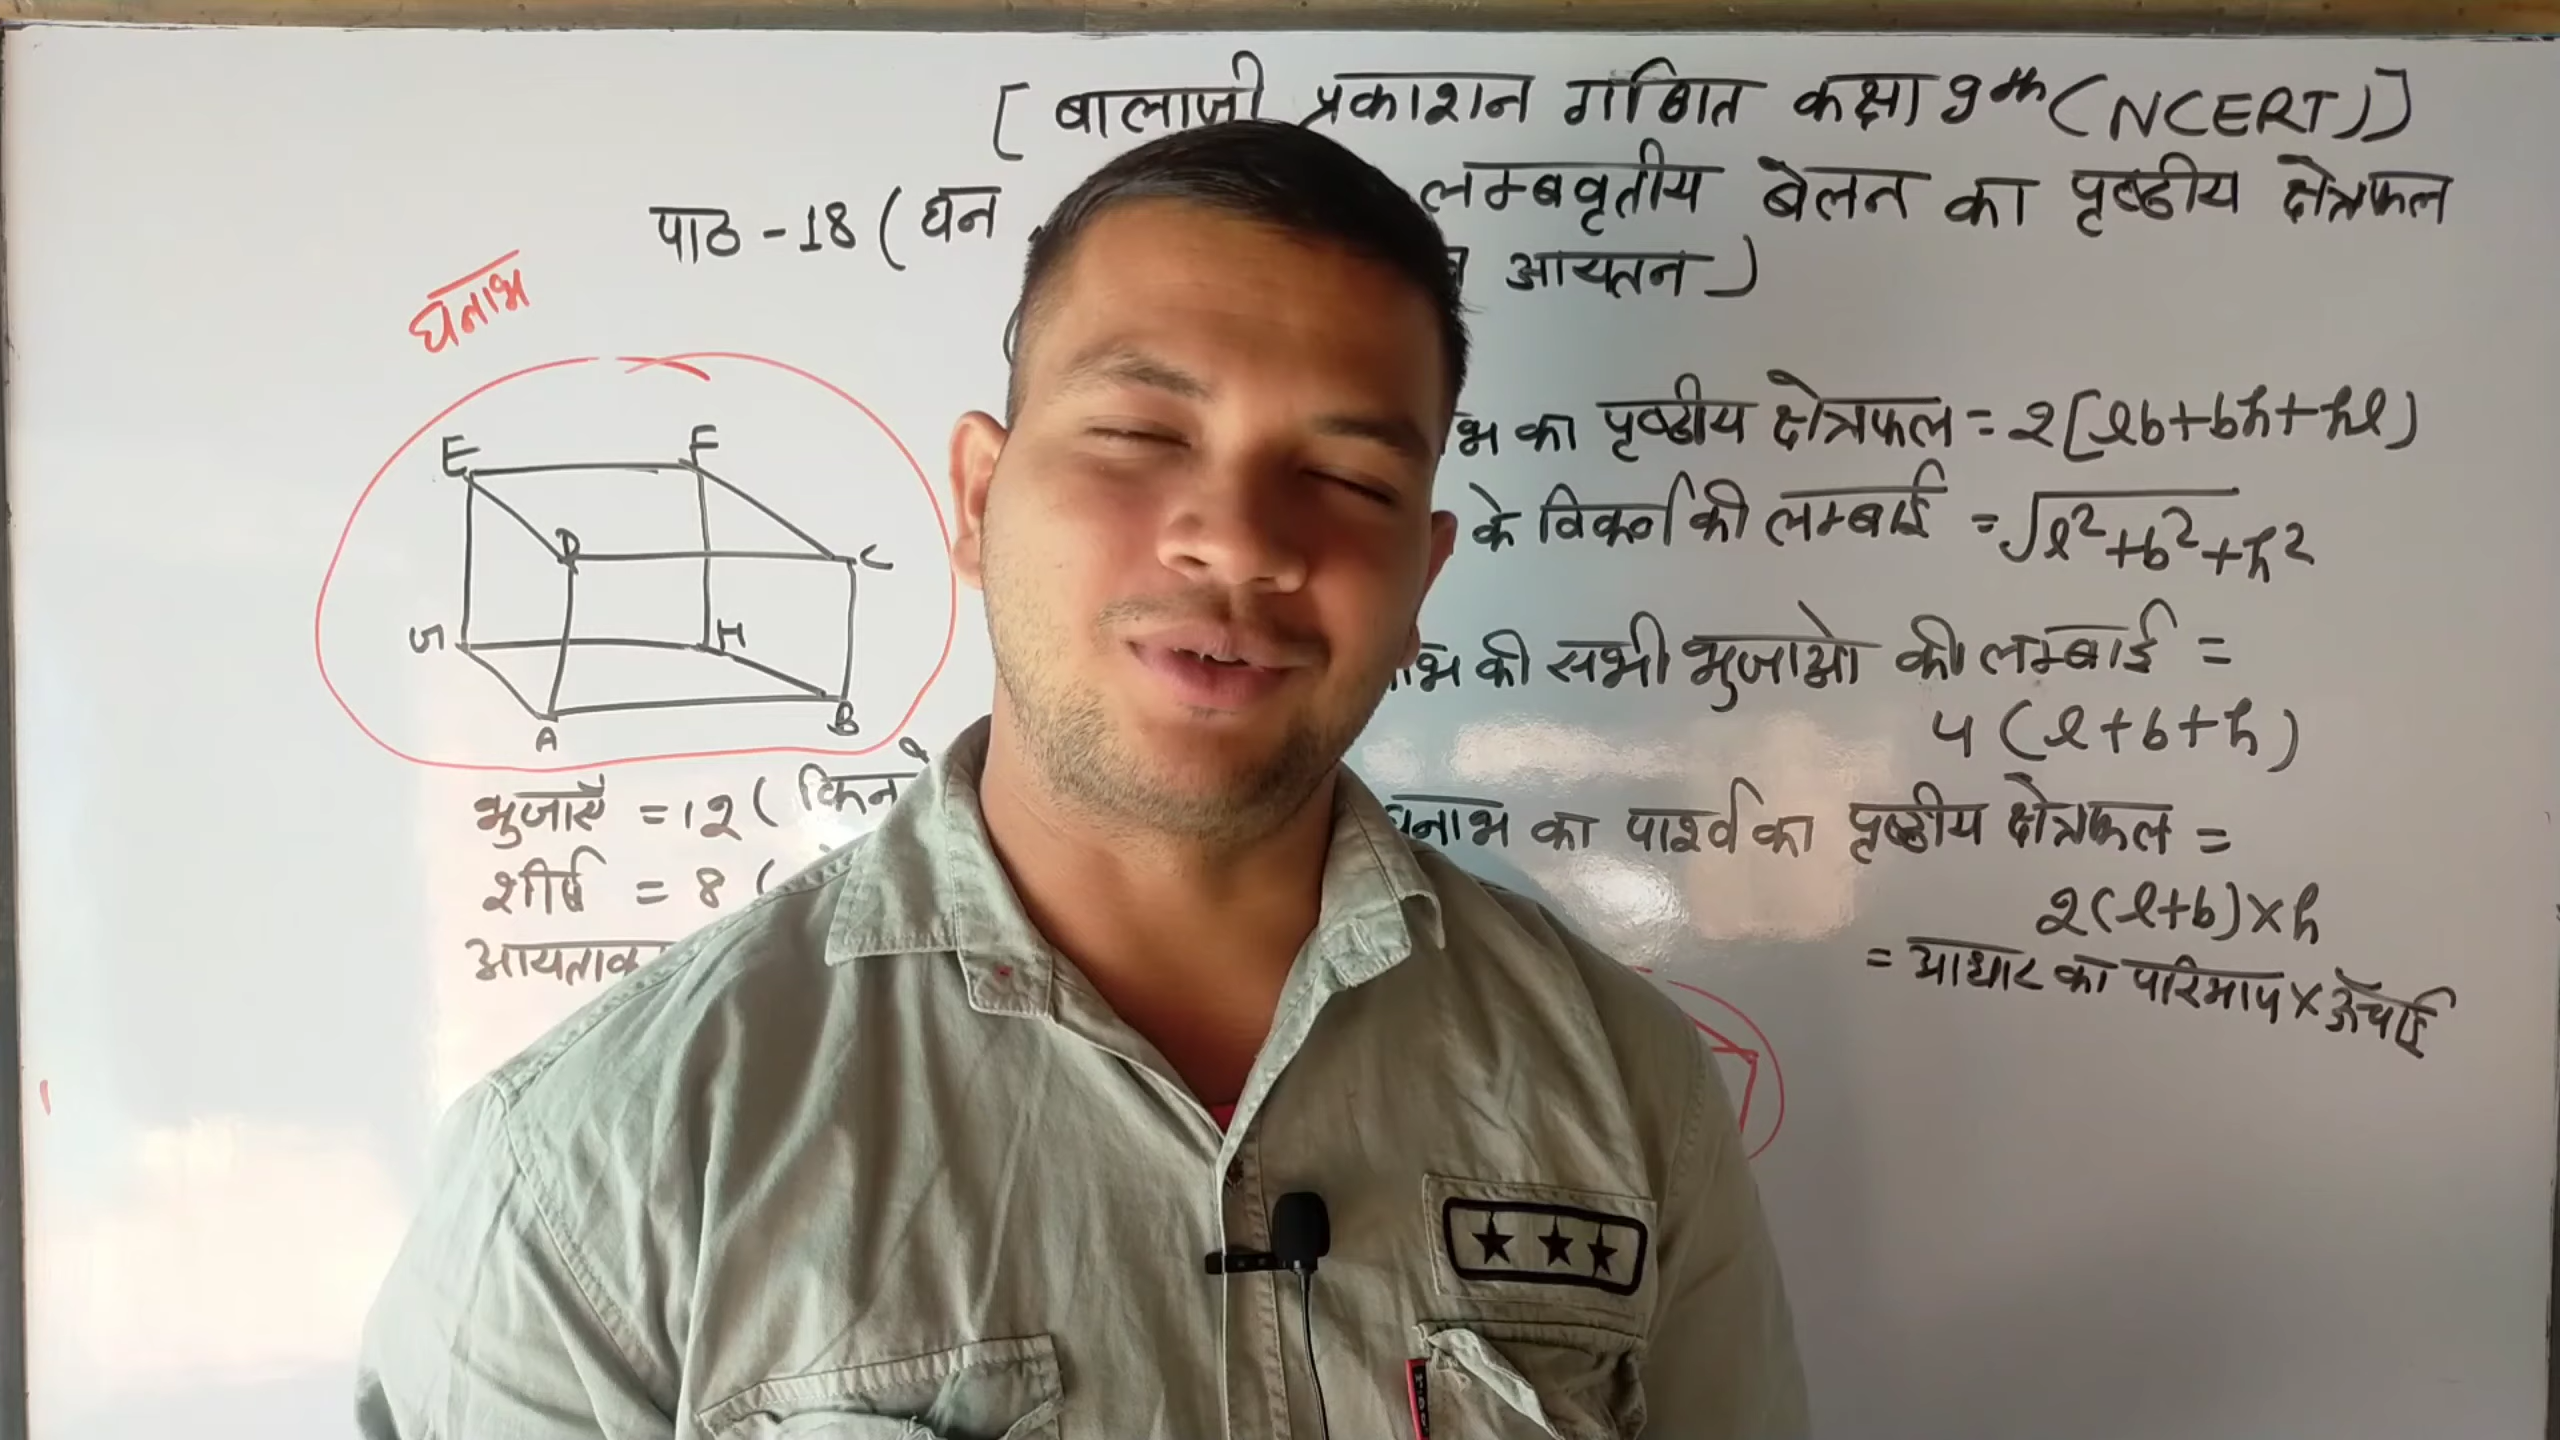 [ बालाजी प्रकाशन गणित कक्षा 9th (NCERT) ]
पाठ - 18 ( घन लम्बवृतीय बेलन का पृष्ठीय क्षेत्रफल
आयतन )
घनाभ
E F
D C
G H
A B
भुजाऐं = 12 (
शीर्ष = 8 (
का पृष्ठीय क्षेत्रफल = 2[lb+bh+hl)
के विकर्ण की लम्बाई = √l²+b²+h²
की सभी भुजाओ की लम्बाई =
4 (l+b+h)
घनाभ का पार्श्व का पृष्ठीय क्षेत्रफल =
2(l+b)×h
= आधार का परिमाप × ऊँचाई